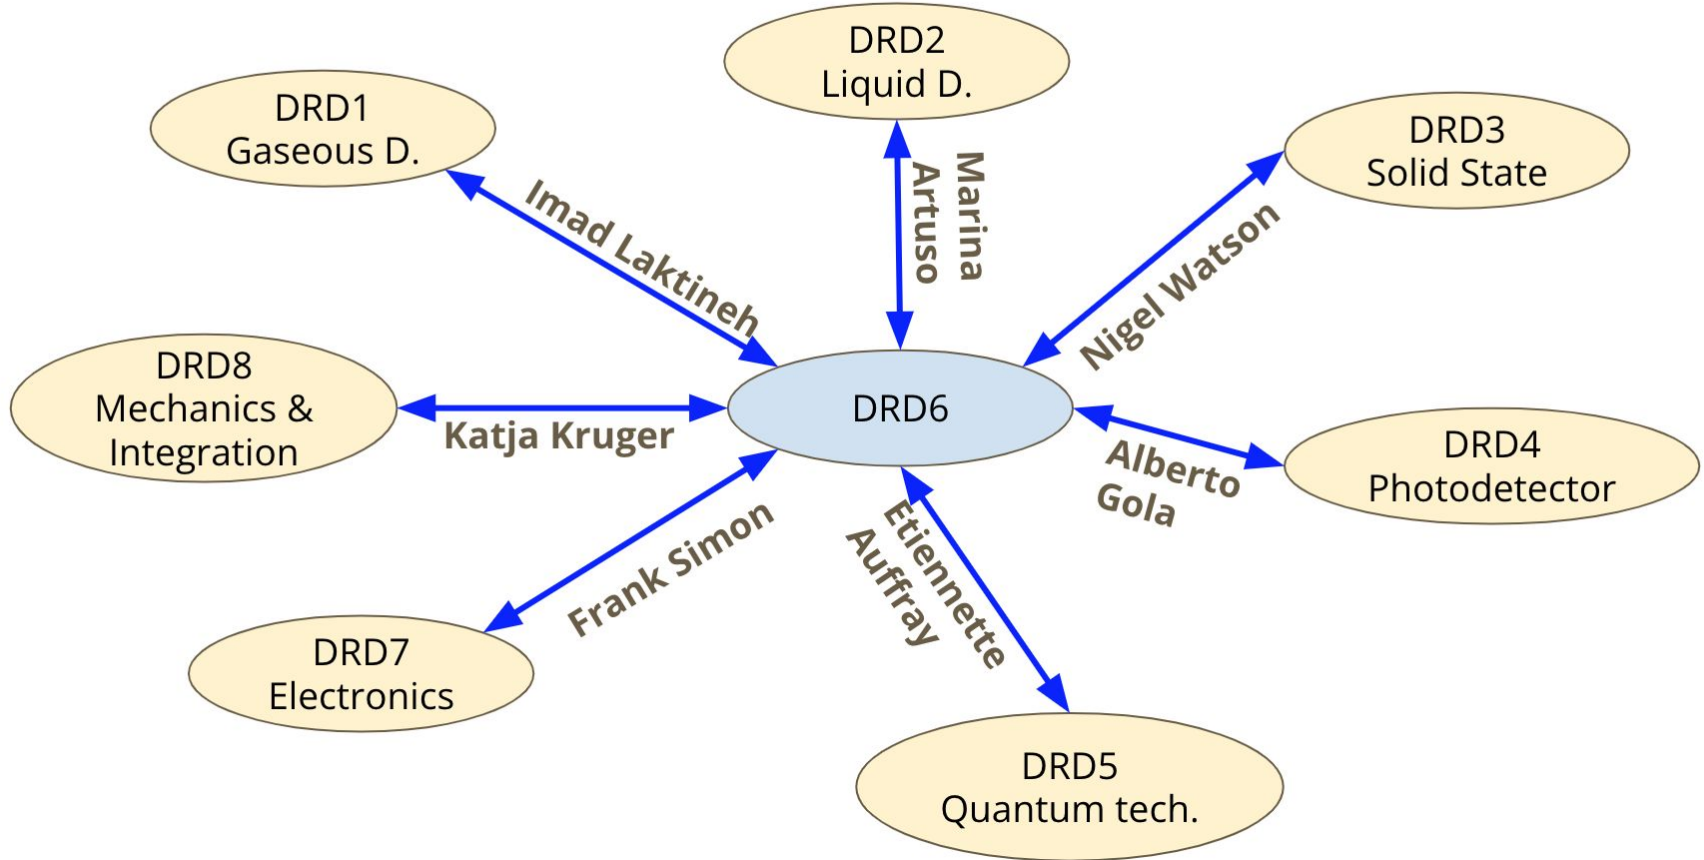 DRD2
Liquid D.
DRD1
Gaseous D.
DRD3
Solid State
Imad Laktineh
Marina
Artuso
Nigel Watson
DRD8
Mechanics &
Integration
Katja Kruger
DRD6
Alberto
Gola
DRD4
Photodetector
Frank Simon
Etiennette
Auffray
DRD7
Electronics
DRD5
Quantum tech.